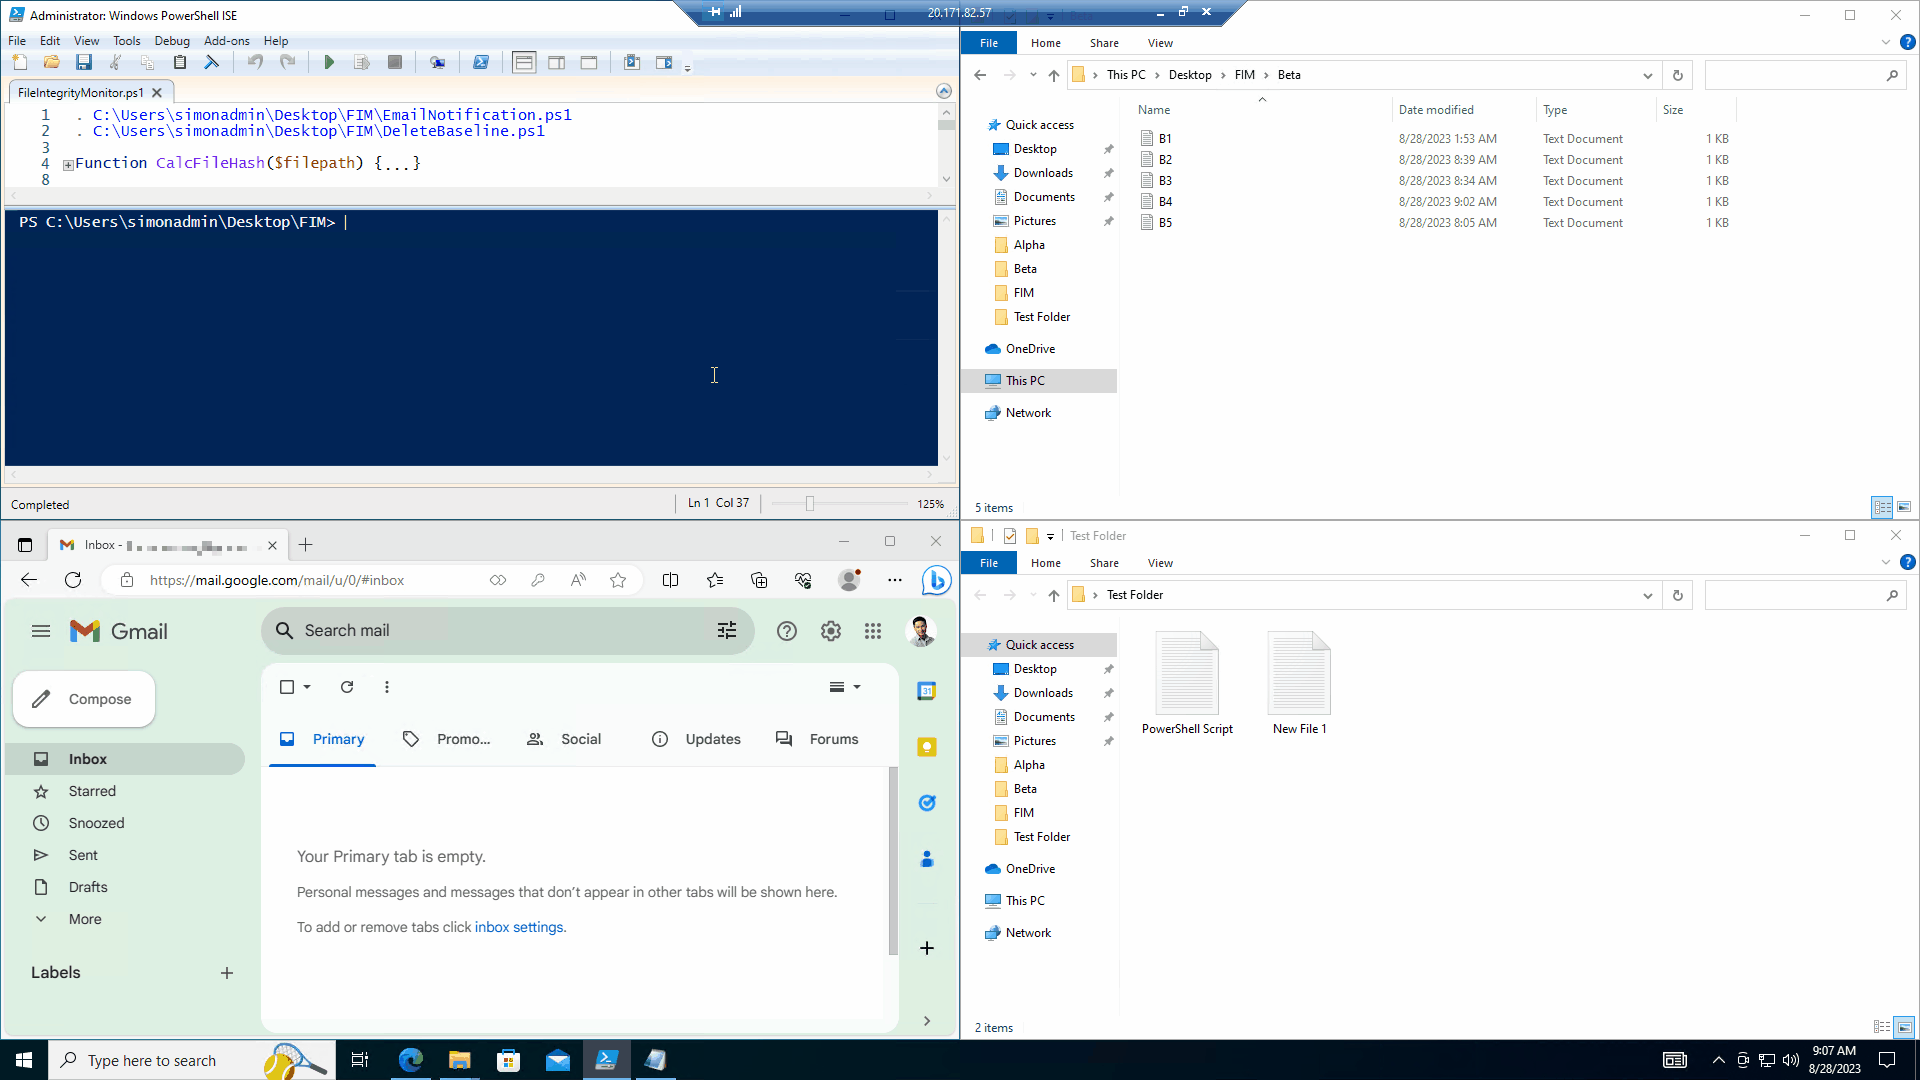 Administrator: Windows PowerShell ISE
20.171.82.57
File Edit View Tools Debug Add-ons Help
FileIntegrityMonitor.ps1
1 . C:\Users\simonadmin\Desktop\FIM\EmailNotification.ps1
2 . C:\Users\simonadmin\Desktop\FIM\DeleteBaseline.ps1
3
4 Function CalcFileHash($filepath) {...}
8
PS C:\Users\simonadmin\Desktop\FIM>
Completed
Ln 1 Col 37
125%
File Home Share View
This PC › Desktop › FIM › Beta
Name Date modified Type Size
B1 8/28/2023 1:53 AM Text Document 1 KB
B2 8/28/2023 8:39 AM Text Document 1 KB
B3 8/28/2023 8:34 AM Text Document 1 KB
B4 8/28/2023 9:02 AM Text Document 1 KB
B5 8/28/2023 8:05 AM Text Document 1 KB
Quick access
Desktop
Downloads
Documents
Pictures
Alpha
Beta
FIM
Test Folder
OneDrive
This PC
Network
5 items
Inbox -
https://mail.google.com/mail/u/0/#inbox
Gmail
Search mail
Compose
Inbox
Starred
Snoozed
Sent
Drafts
More
Labels
Primary
Promo...
Social
Updates
Forums
Your Primary tab is empty.
Personal messages and messages that don’t appear in other tabs will be shown here.
To add or remove tabs click inbox settings.
31
Test Folder
File Home Share View
Test Folder
Quick access
Desktop
Downloads
Documents
Pictures
Alpha
Beta
FIM
Test Folder
OneDrive
This PC
Network
PowerShell Script
New File 1
2 items
Type here to search
9:07 AM
8/28/2023